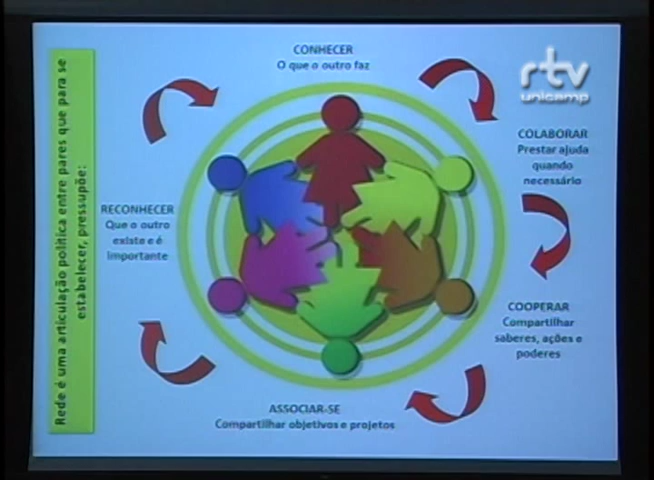 Rede é uma articulação política entre pares que para se
estabelecer, pressupõe:
CONHECER
O que o outro faz
rtv
unicamp
COLABORAR
Prestar ajuda
quando
necessário
RECONHECER
Que o outro
existe e é
importante
COOPERAR
Compartilhar
saberes, ações e
poderes
ASSOCIAR-SE
Compartilhar objetivos e projetos